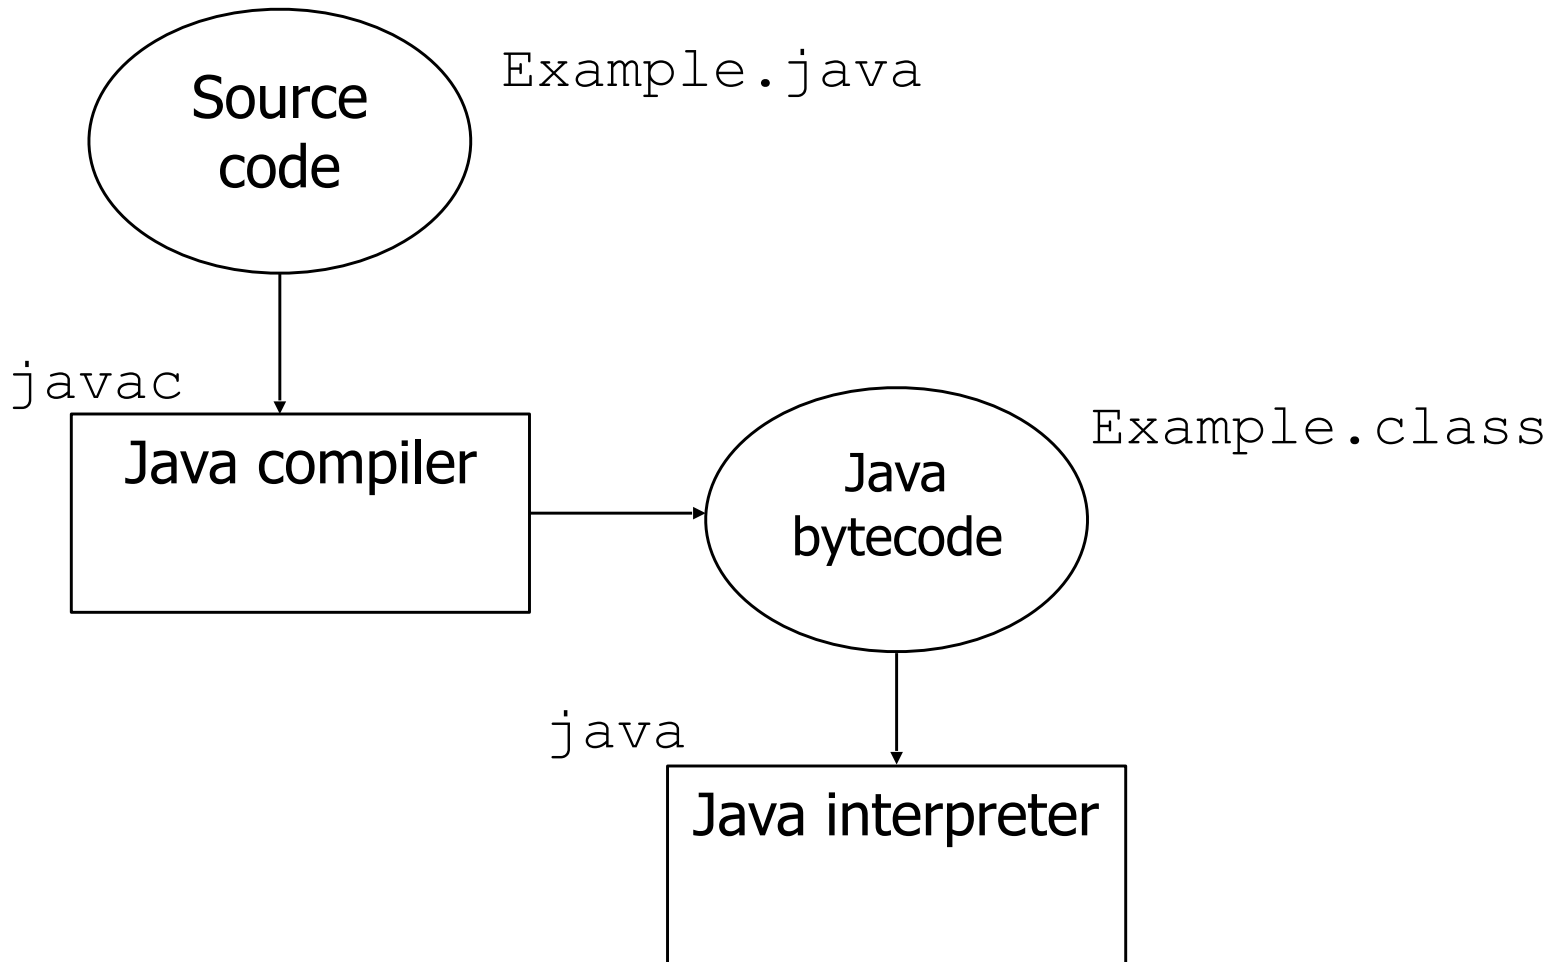 Source
code
Example.java
javac
Java compiler
Java
bytecode
Example.class
java
Java interpreter